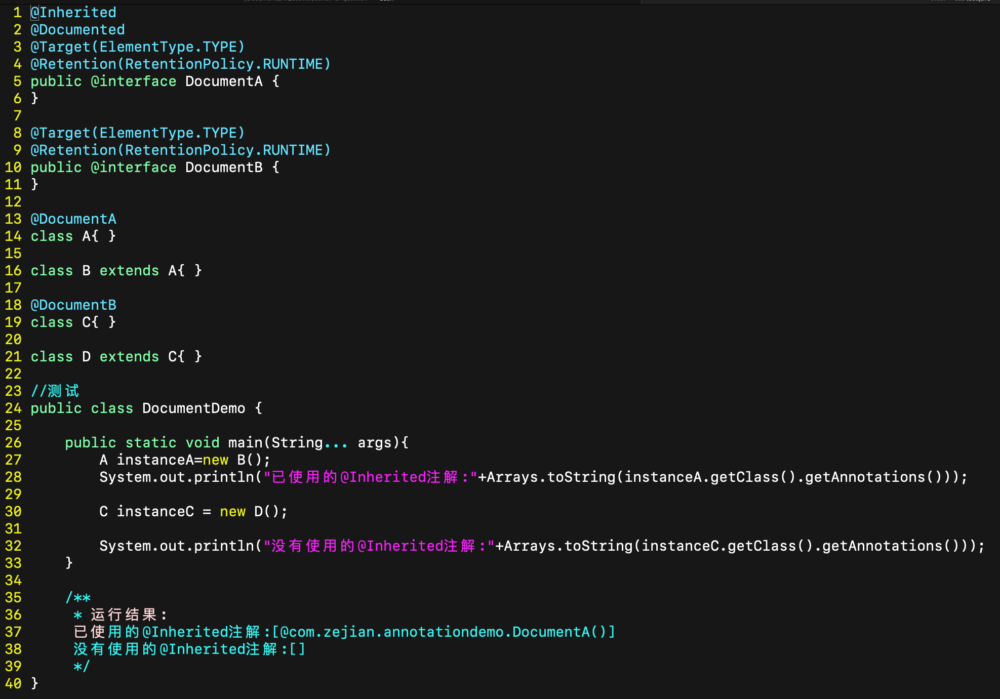 1 @Inherited
2 @Documented
3 @Target(ElementType.TYPE)
4 @Retention(RetentionPolicy.RUNTIME)
5 public @interface DocumentA {
6 }
7
8 @Target(ElementType.TYPE)
9 @Retention(RetentionPolicy.RUNTIME)
10 public @interface DocumentB {
11 }
12
13 @DocumentA
14 class A{ }
15
16 class B extends A{ }
17
18 @DocumentB
19 class C{ }
20
21 class D extends C{ }
22
23 //测试
24 public class DocumentDemo {
25
26     public static void main(String... args){
27         A instanceA=new B();
28         System.out.println("已使用的@Inherited注解:"+Arrays.toString(instanceA.getClass().getAnnotations()));
29
30         C instanceC = new D();
31
32         System.out.println("没有使用的@Inherited注解:"+Arrays.toString(instanceC.getClass().getAnnotations()));
33     }
34
35     /**
36      * 运行结果:
37      已使用的@Inherited注解:[@com.zejian.annotationdemo.DocumentA()]
38      没有使用的@Inherited注解:[]
39      */
40 }